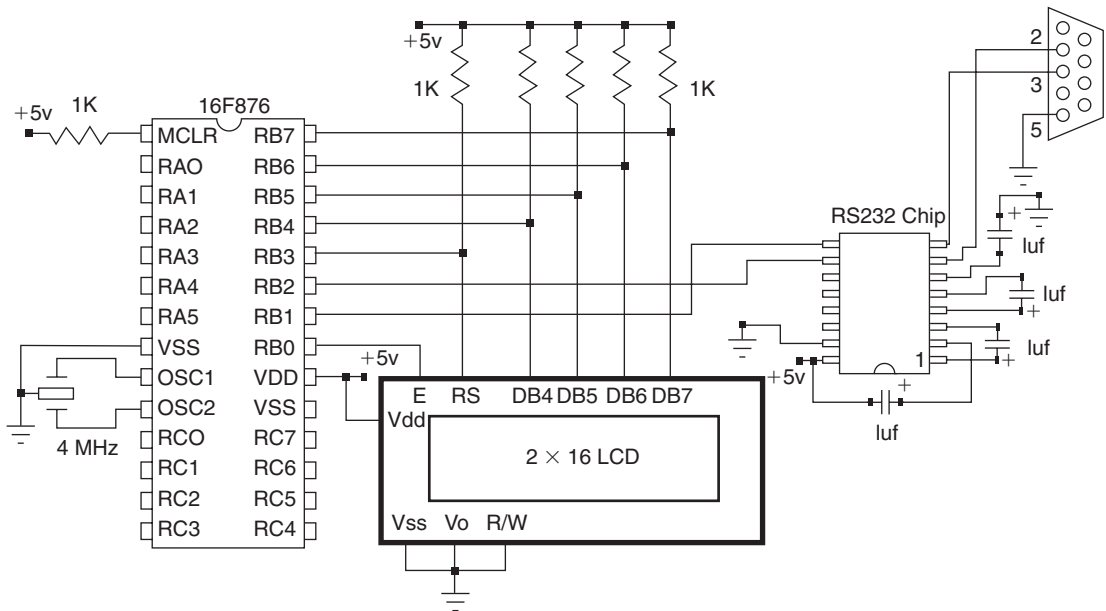 +5v
1K
1K
+5v
1K
16F876
MCLR RB7
RAO RB6
RA1 RB5
RA2 RB4
RA3 RB3
RA4 RB2
RA5 RB1
VSS RB0
OSC1 VDD
OSC2 VSS
RCO RC7
RC1 RC6
RC2 RC5
RC3 RC4
4 MHz
+5v
E RS DB4 DB5 DB6 DB7
Vdd
2 × 16 LCD
Vss Vo R/W
2
3
5
RS232 Chip
+
luf
luf
+
luf
+
1
+5v
+
luf